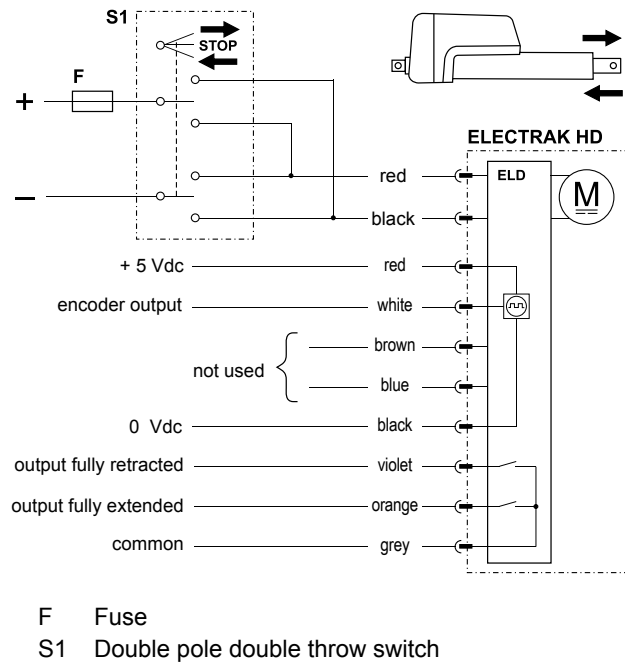 S1
STOP
F
+
–
ELECTRAK HD
red
ELD
M
black
+ 5 Vdc
red
encoder output
white
brown
not used
blue
0 Vdc
black
output fully retracted
violet
output fully extended
orange
common
grey
F Fuse
S1 Double pole double throw switch